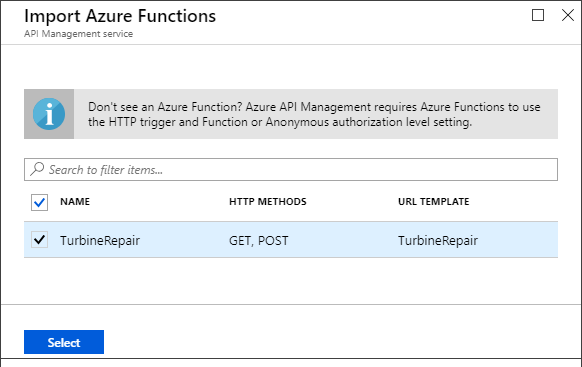 Import Azure Functions
API Management service
Don't see an Azure Function? Azure API Management requires Azure Functions to use
the HTTP trigger and Function or Anonymous authorization level setting.
Search to filter items...
NAME HTTP METHODS URL TEMPLATE
TurbineRepair GET, POST TurbineRepair
Select